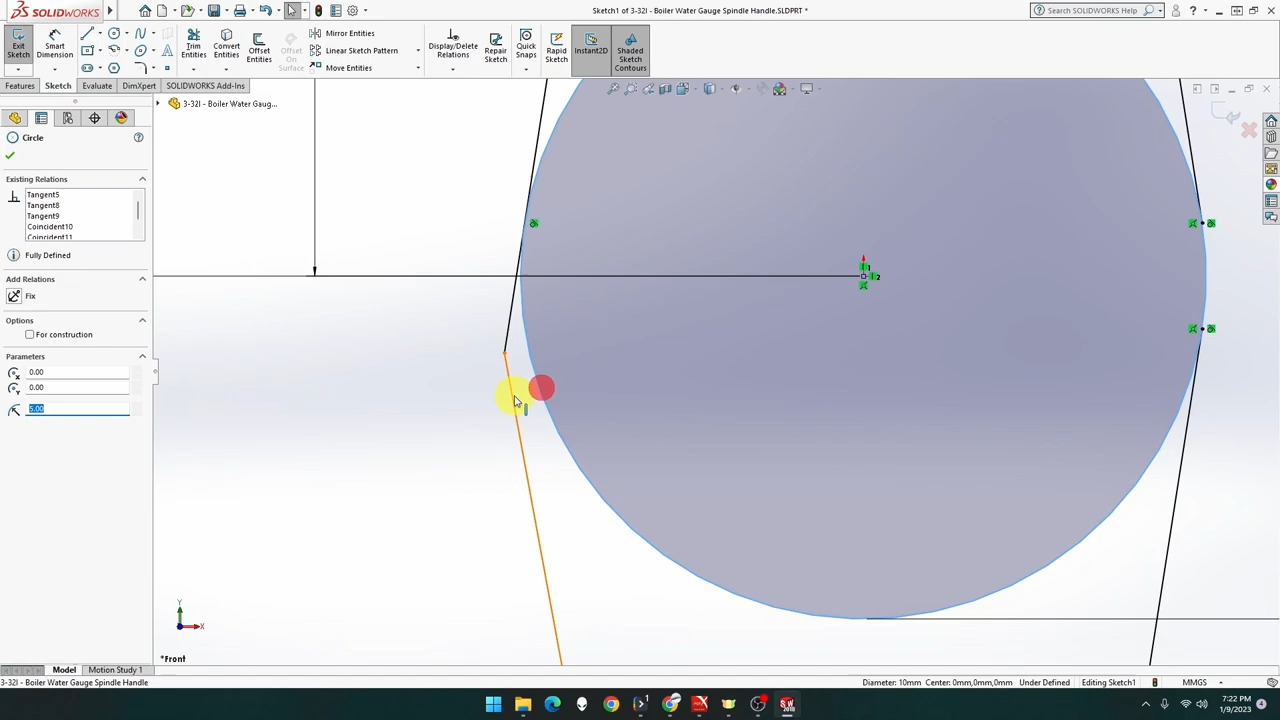 SOLIDWORKS
Sketch1 of 3-32I - Boiler Water Gauge Spindle Handle.SLDPRT *
Search SOLIDWORKS Help
Exit Sketch
Smart Dimension
Trim Entities
Convert Entities
Offset Entities
Offset On Surface
Mirror Entities
Linear Sketch Pattern
Move Entities
Display/Delete Relations
Repair Sketch
Quick Snaps
Rapid Sketch
Instant2D
Shaded Sketch Contours
Features
Sketch
Evaluate
DimXpert
SOLIDWORKS Add-Ins
3-32I - Boiler Water Gaug...
Circle
Existing Relations
Tangent5
Tangent8
Tangent9
Coincident10
Coincident11
Fully Defined
Add Relations
Fix
Options
For construction
Parameters
0.00
0.00
5.00
1
2
Y
X
*Front
Model
Motion Study 1
3-32I - Boiler Water Gauge Spindle Handle
Diameter: 10mm Center: 0mm,0mm,0mm
Under Defined
Editing Sketch1
MMGS
7:22 PM
1/9/2023